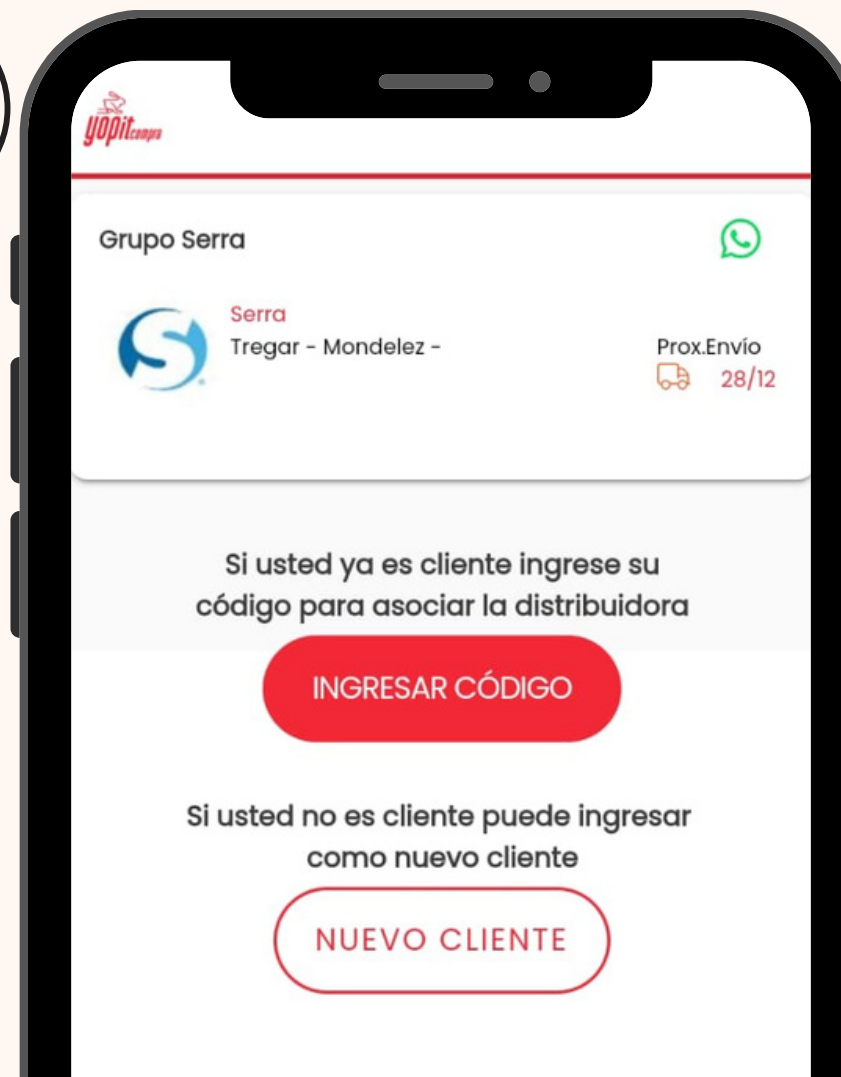 yopit compra
Grupo Serra
Serra
Tregar - Mondelez -
Prox.Envío
28/12
Si usted ya es cliente ingrese su
código para asociar la distribuidora
INGRESAR CÓDIGO
Si usted no es cliente puede ingresar
como nuevo cliente
NUEVO CLIENTE